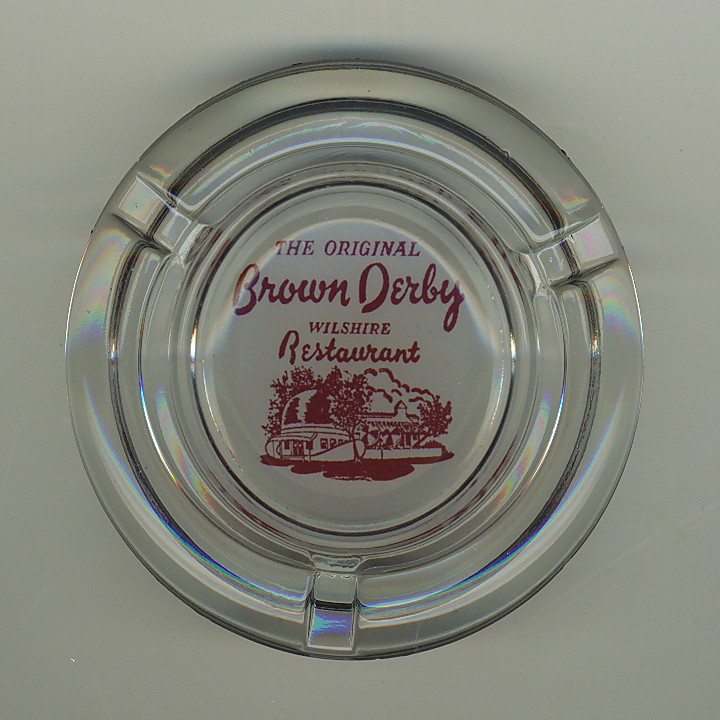 THE ORIGINAL
Brown Derby
WILSHIRE
Restaurant